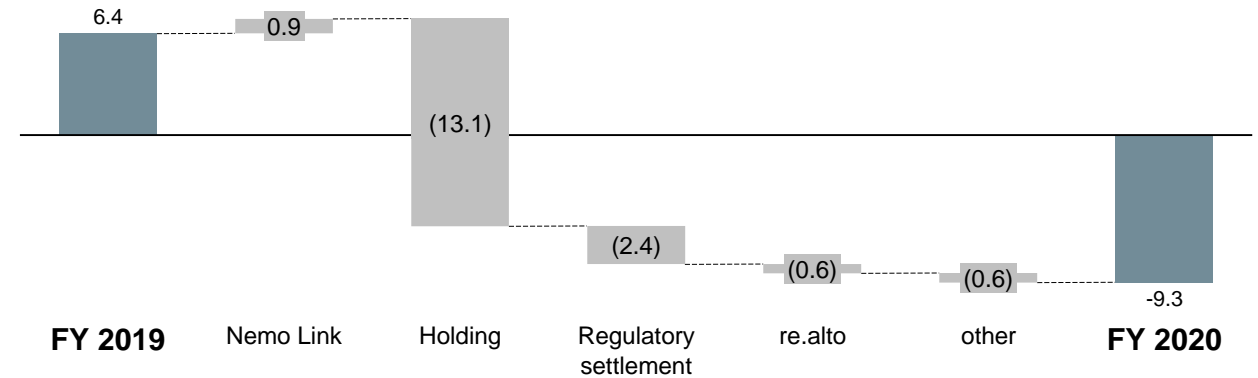 6.4
0.9
(13.1)
(2.4)
(0.6)
(0.6)
-9.3
FY 2019
Nemo Link
Holding
Regulatory
settlement
re.alto
other
FY 2020